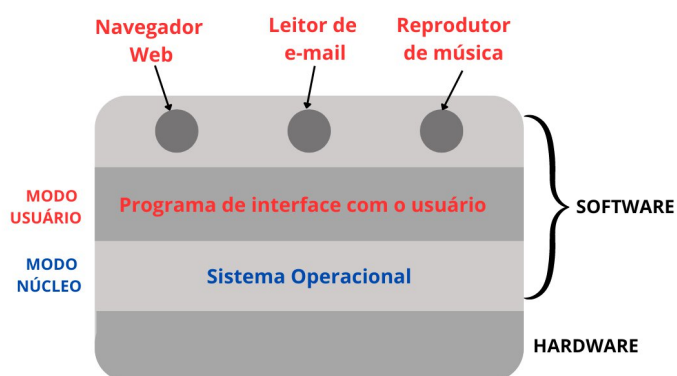 Navegador
Web
Leitor de
e-mail
Reprodutor
de música
MODO
USUÁRIO
Programa de interface com o usuário
SOFTWARE
MODO
NÚCLEO
Sistema Operacional
HARDWARE